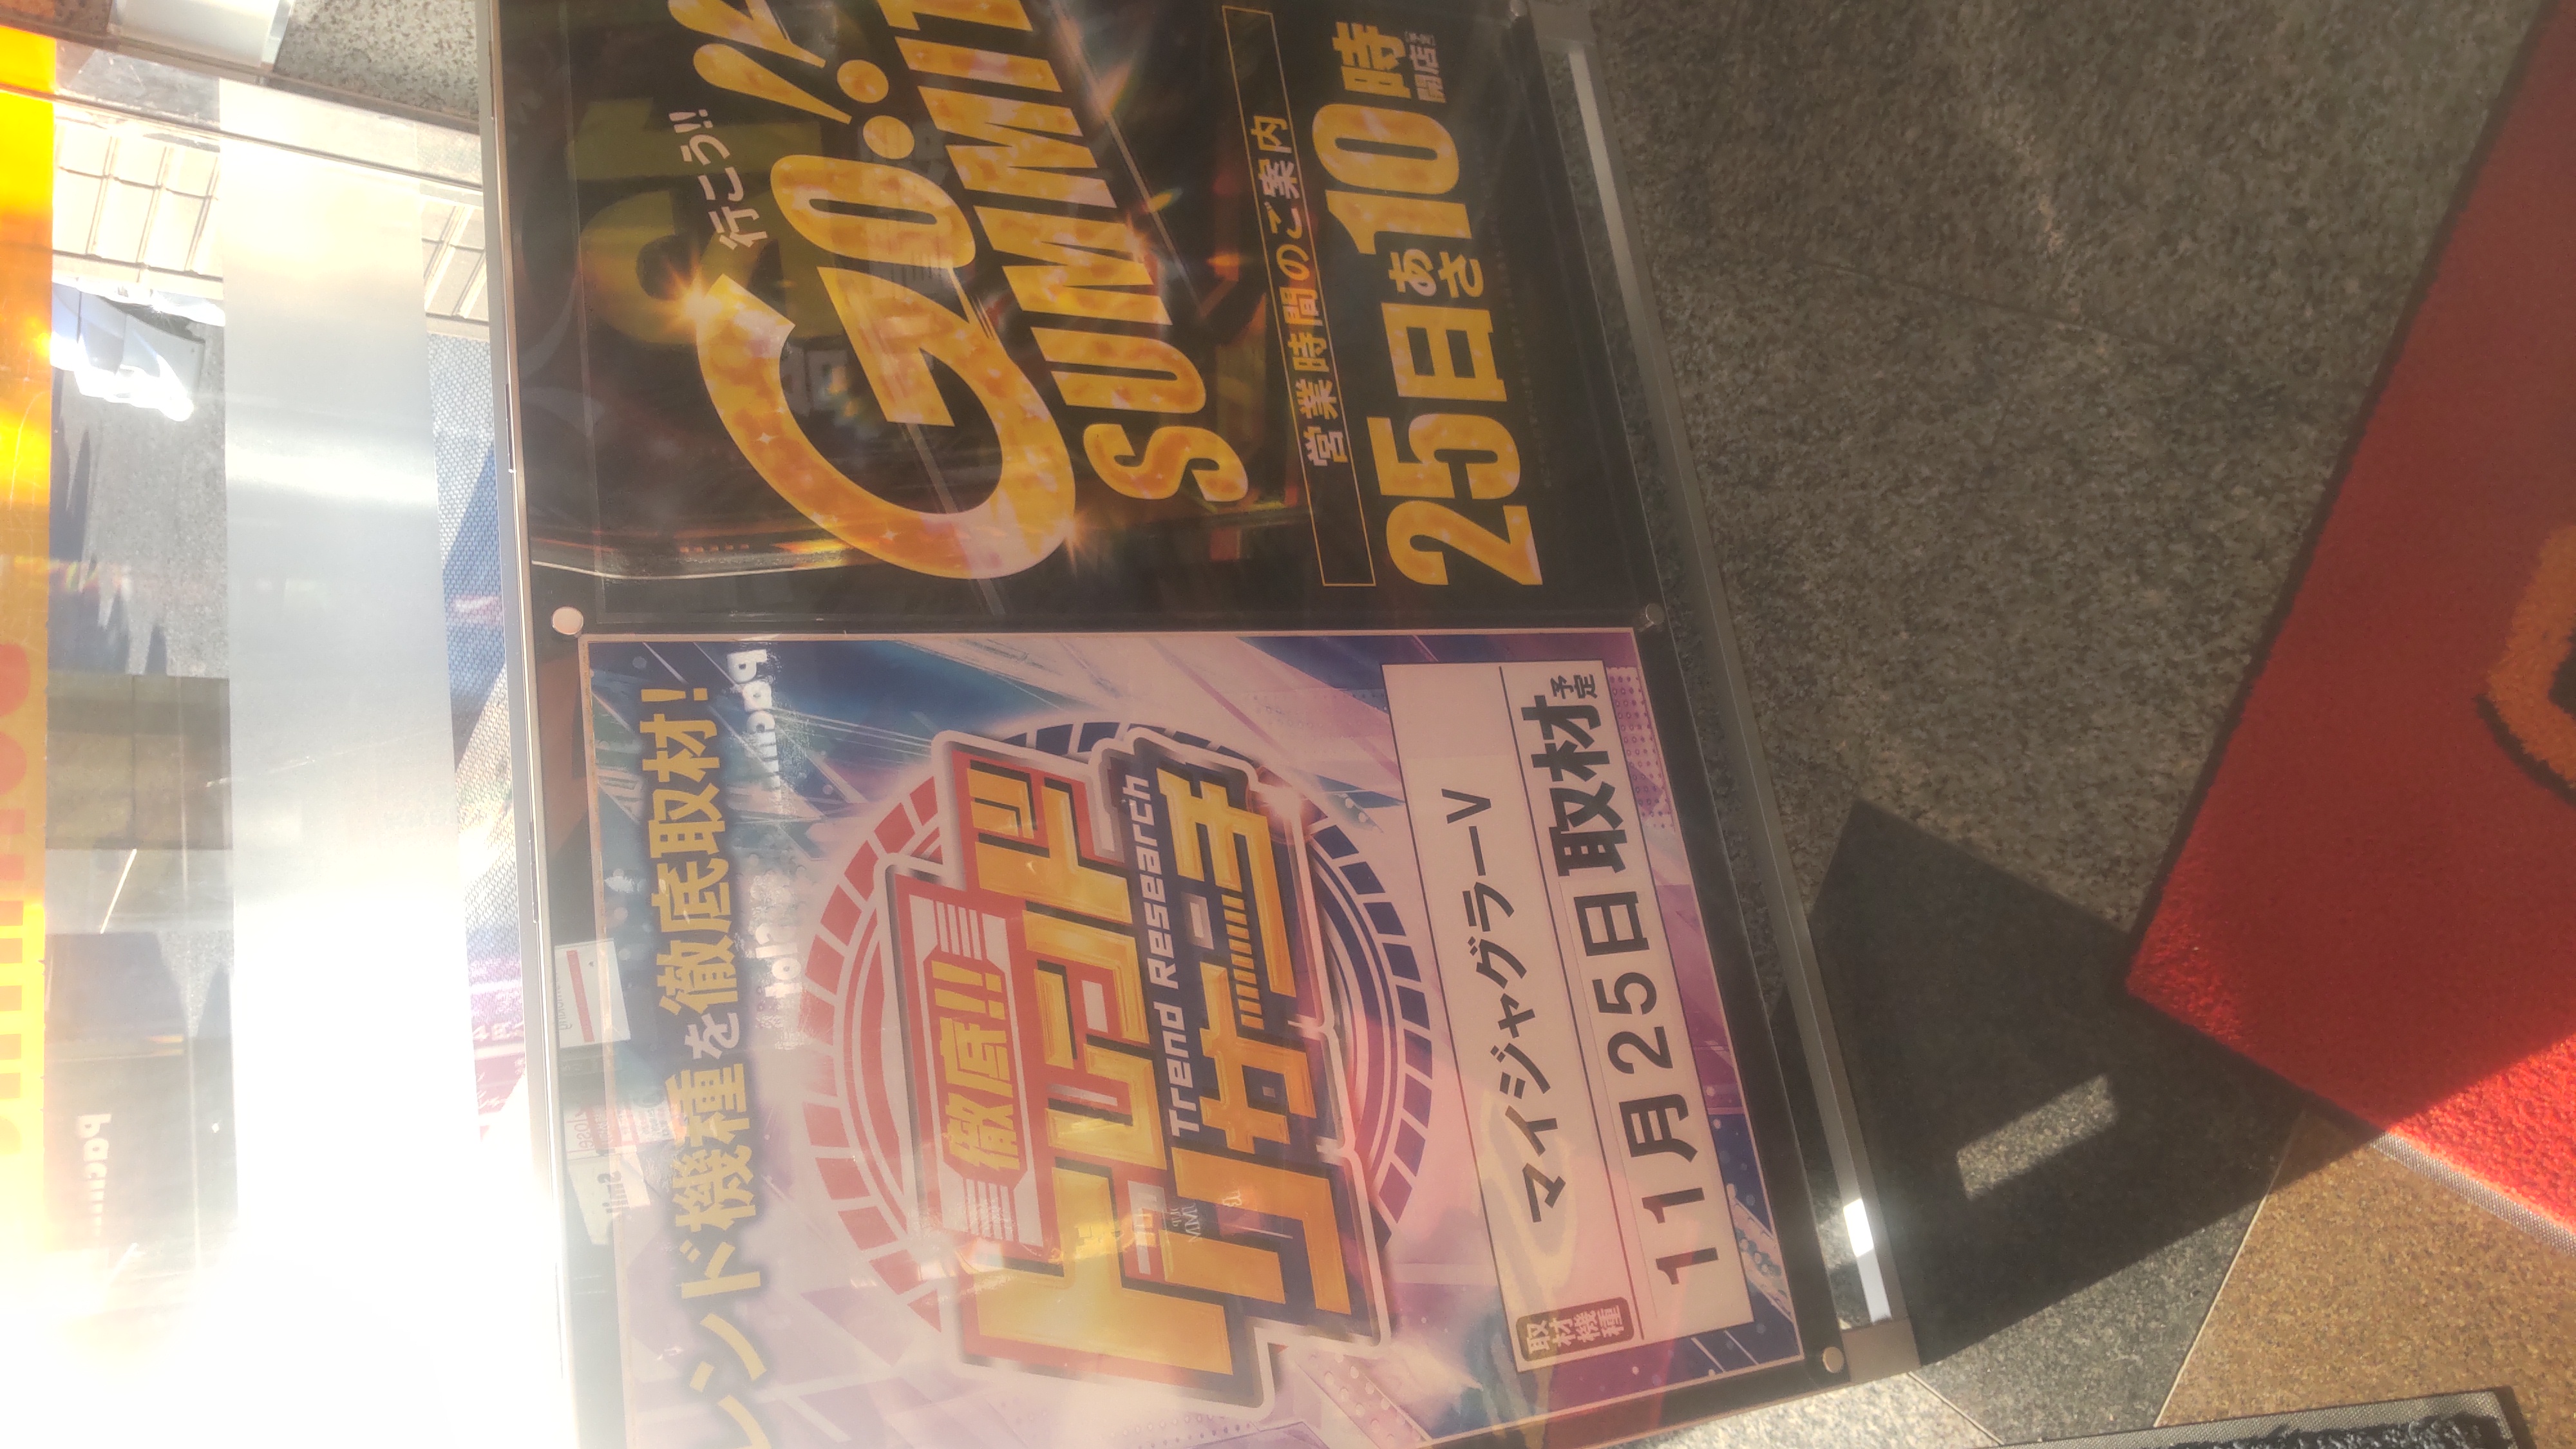 レンド機種を徹底取材!
徹底!!
トレンド
Trend Research
リサーチ
取材機種
マイジャグラーV
11月25日取材予定
行こう!!
GO!!
SUMMIT
営業時間のご案内
25日あさ10時開店